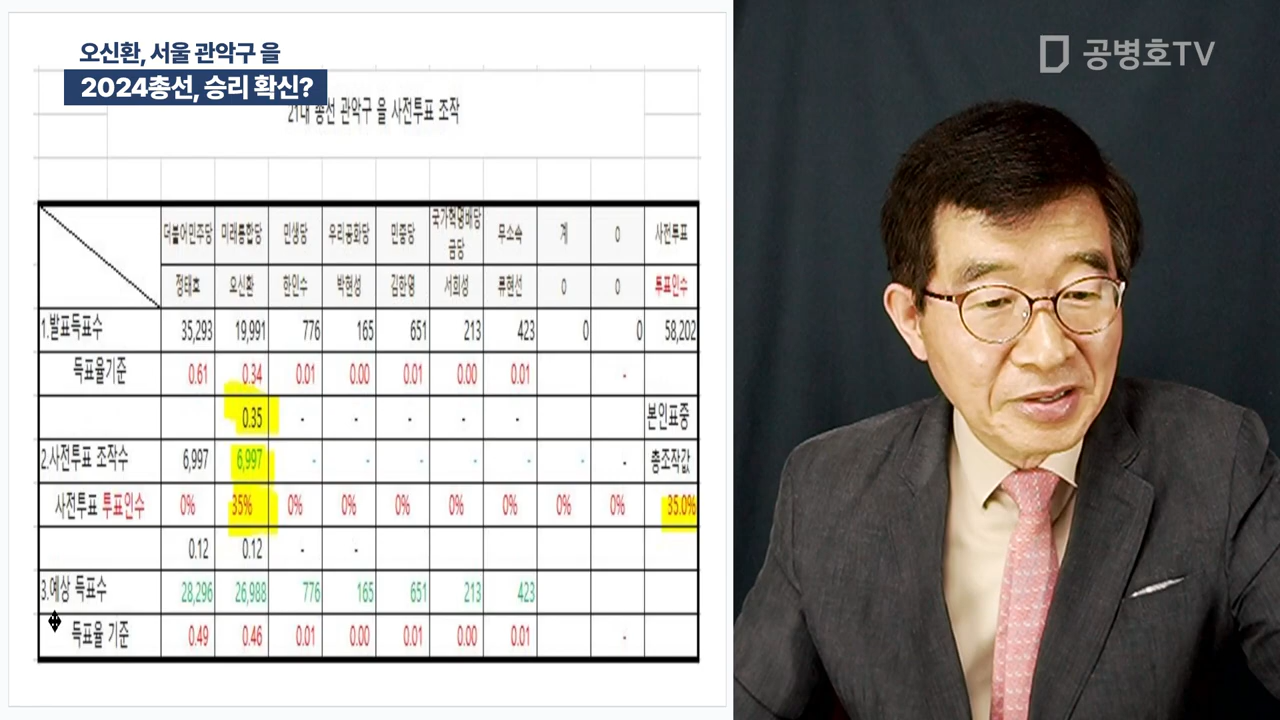 오신환, 서울 관악구 을
2024총선, 승리 확신?
공병호TV
21대 총선 관악구 을 사전투표 조작
더불어민주당 미래통합당 민생당 우리공화당 민중당 국가혁명배당금당 무소속 계 0 사전투표
정태호 오신환 한인수 박현성 김한영 서희성 류현선 0 0 투표인수
1.발표득표수 35,293 19,991 776 165 651 213 423 0 0 58,202
득표율기준 0.61 0.34 0.01 0.00 0.01 0.00 0.01 -
0.35 - - - - - 본인표중
2.사전투표 조작수 6,997 6,997 - - - - - - - 총조작값
사전투표 투표인수 0% 35% 0% 0% 0% 0% 0% 0% 0% 35.0%
0.12 0.12 - -
3.예상 득표수 28,296 26,988 776 165 651 213 423
득표율 기준 0.49 0.46 0.01 0.00 0.01 0.00 0.01 -